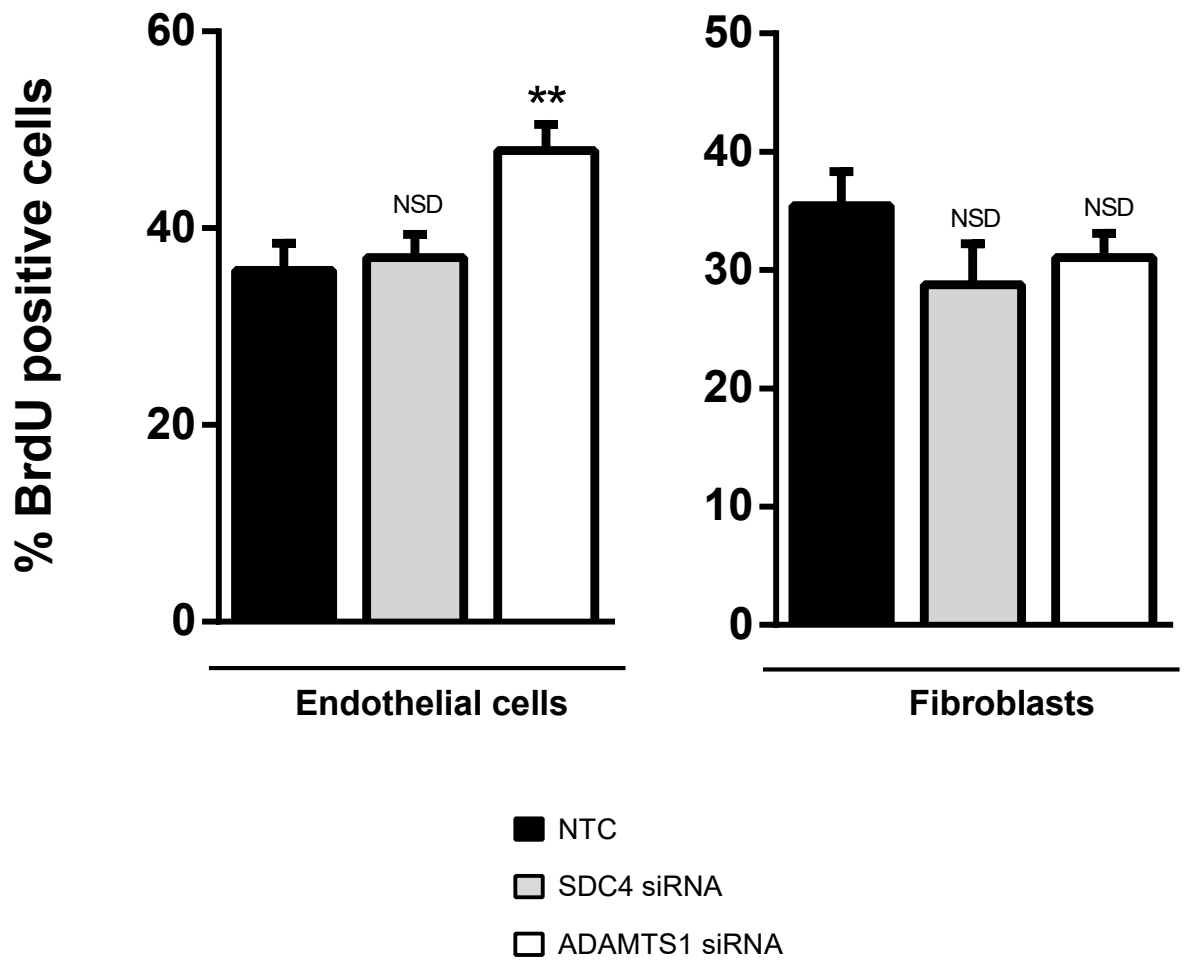 % BrdU positive cells
60
40
20
0
NSD
**
Endothelial cells
50
40
30
20
10
0
NSD
NSD
Fibroblasts
NTC
SDC4 siRNA
ADAMTS1 siRNA